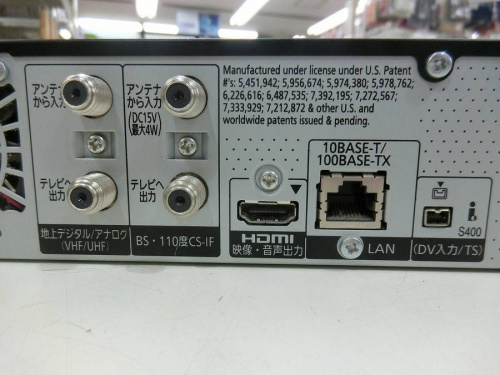 アンテナ
から入力
テレビへ
出力
地上デジタル/アナログ
(VHF/UHF)
アンテナ
から入力
(DC15V
最大4W)
テレビへ
出力
BS・110度CS-IF
Manufactured under license under U.S. Patent
#'s: 5,451,942; 5,956,674; 5,974,380; 5,978,762;
6,226,616; 6,487,535; 7,392,195; 7,272,567;
7,333,929; 7,212,872 & other U.S. and
worldwide patents issued & pending.
HDMI
映像・音声出力
10BASE-T/
100BASE-TX
LAN
S400
(DV入力/TS)